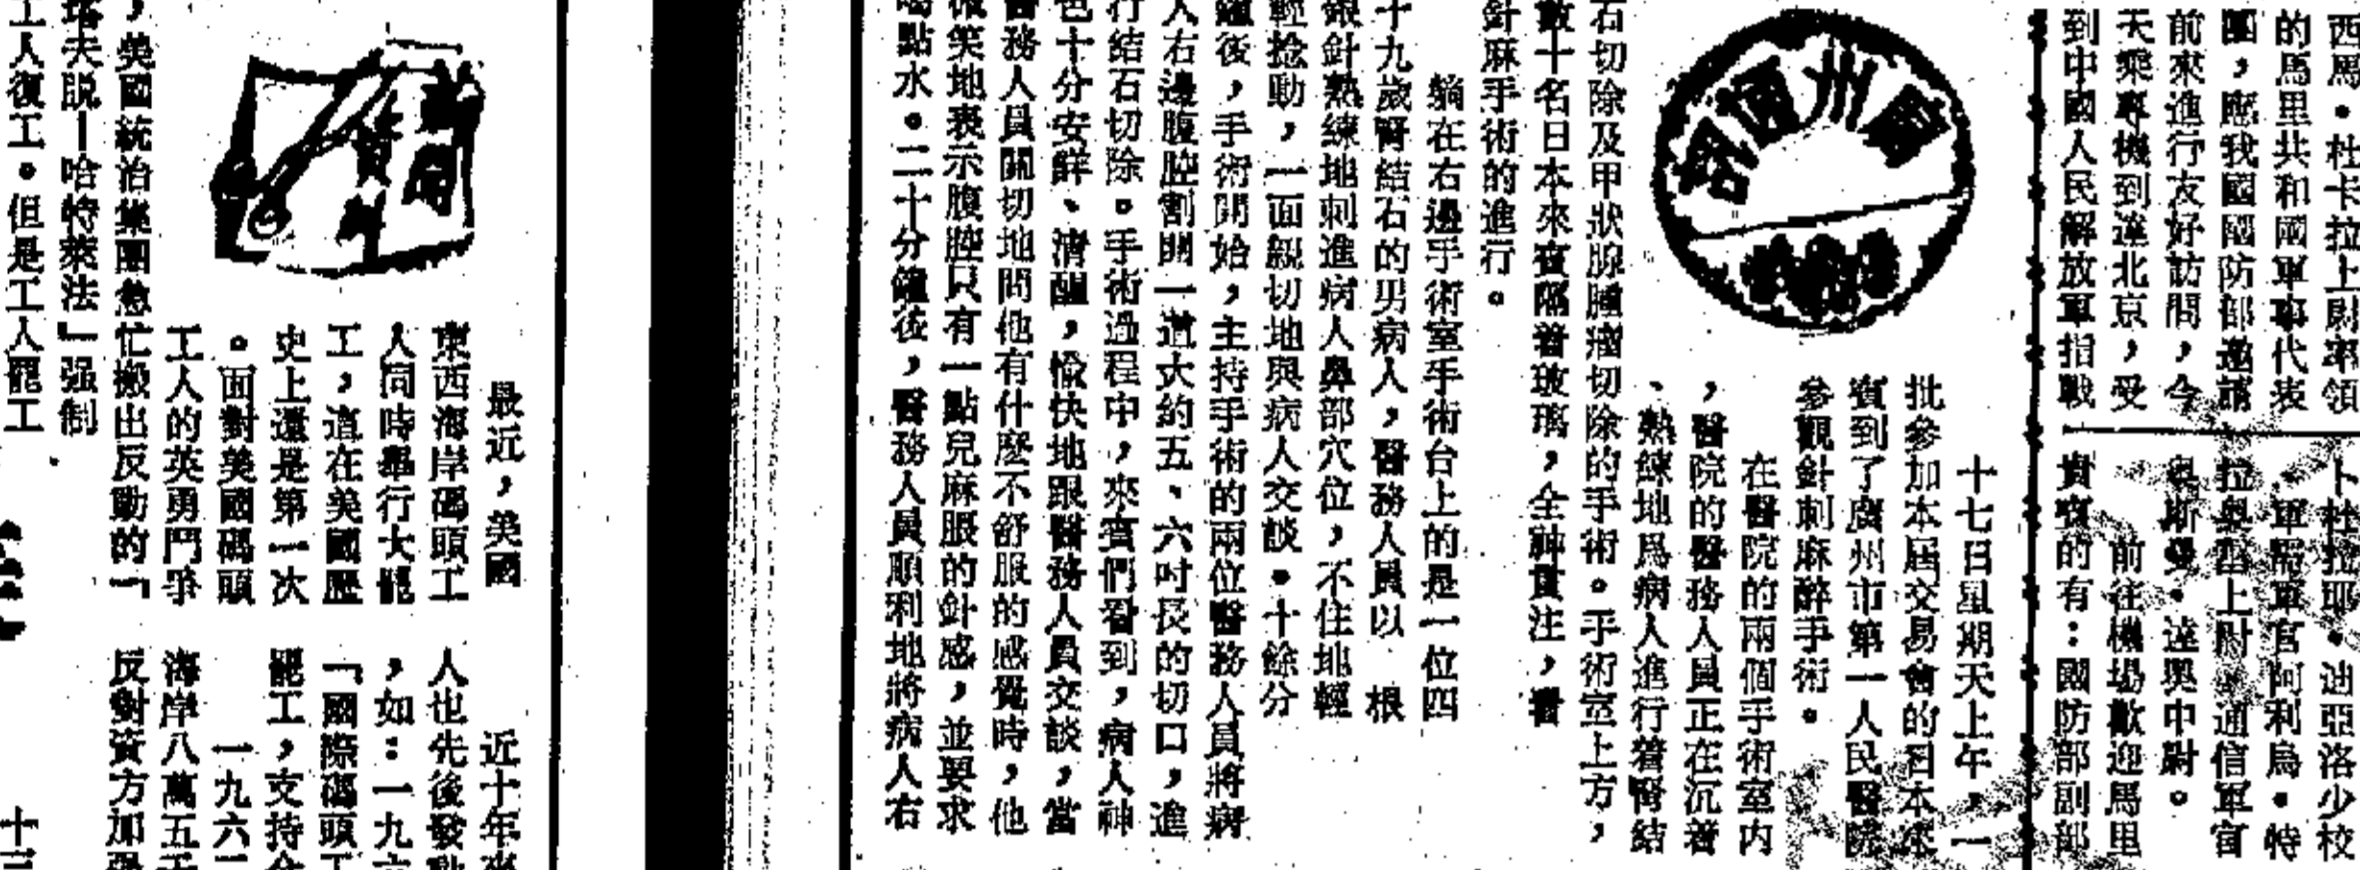 西馬·杜卡拉上尉率領
的馬里共和國軍事代表
團，應我國國防部邀請
前來進行友好訪問，今
天乘專機到達北京，受
到中國人民解放軍指戰
卜杜拉耶·迪亞洛少校
、軍需軍官阿利烏·特
拉奧雷上尉、通信軍官
奧斯曼·達奧中尉。
前往機場歡迎馬里
貴賓的有：國防部副部
廣州通訊
十七日星期天上午，一
批參加本屆交易會的日本來
賓到了廣州市第一人民醫院
參觀針刺麻醉手術。
在醫院的兩個手術室內
，醫院的醫務人員正在沉着
、熟練地爲病人進行着腎結
石切除及甲狀腺腫瘤切除的手術。手術室上方，
數十名日本來賓隔着玻璃，全神貫注，看
針麻手術的進行。
躺在右邊手術室手術台上的是一位四
十九歲腎結石的男病人，醫務人員以 根
銀針熟練地刺進病人鼻部穴位，不住地輕
輕捻動，一面親切地與病人交談。十餘分
鐘後，手術開始，主持手術的兩位醫務人員將病
人右邊腹腔割開一道大約五、六吋長的切口，進
行結石切除。手術過程中，來賓們看到，病人神
色十分安詳、清醒，愉快地跟醫務人員交談，當
醫務人員關切地問他有什麽不舒服的感覺時，他
微笑地表示腹腔只有一點兒麻脹的針感，並要求
喝點水。二十分鐘後，醫務人員順利地將病人右
最近，美國
東西海岸碼頭工
人同時舉行大罷
工，這在美國歷
史上還是第一次
。面對美國碼頭
工人的英勇鬥爭
，美國統治集團急忙搬出反動的「
塔夫脫—哈特萊法」强制
工人復工。但是工人罷工
近十年來
人也先後發動
，如：一九六
「國際碼頭工
罷工，支持全
一九六二
海岸八萬五千
反對資方加强
十三